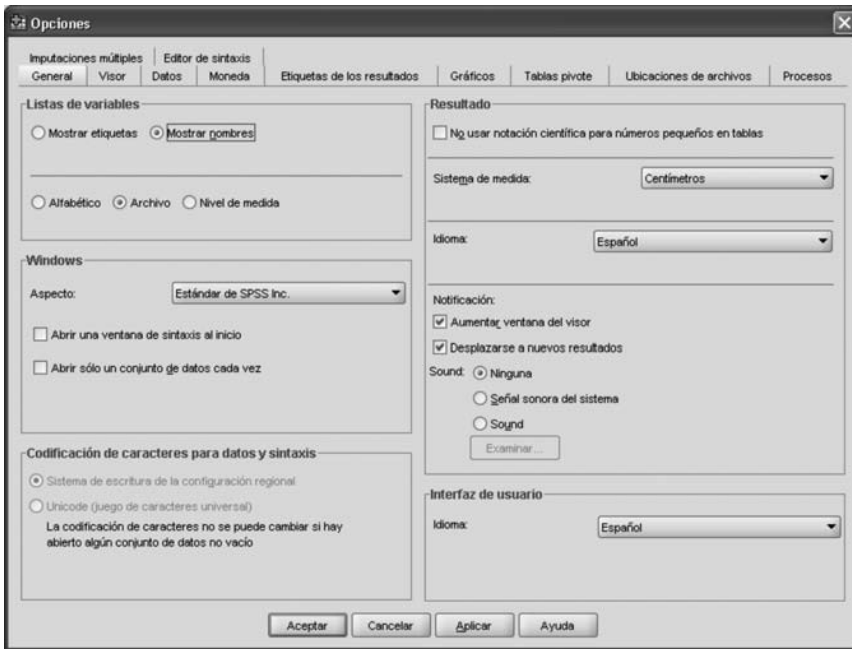 Opciones
Imputaciones múltiples Editor de sintaxis
General Visor Datos Moneda Etiquetas de los resultados Gráficos Tablas pivote Ubicaciones de archivos Procesos
Listas de variables
Mostrar etiquetas Mostrar nombres
Alfabético Archivo Nivel de medida
Windows
Aspecto: Estándar de SPSS Inc.
Abrir una ventana de sintaxis al inicio
Abrir sólo un conjunto de datos cada vez
Codificación de caracteres para datos y sintaxis
Sistema de escritura de la configuración regional
Unicode (juego de caracteres universal)
La codificación de caracteres no se puede cambiar si hay
abierto algún conjunto de datos no vacío
Resultado
No usar notación científica para números pequeños en tablas
Sistema de medida: Centímetros
Idioma: Español
Notificación:
Aumentar ventana del visor
Desplazarse a nuevos resultados
Sound: Ninguna
Señal sonora del sistema
Sound
Examinar...
Interfaz de usuario
Idioma: Español
Aceptar Cancelar Aplicar Ayuda